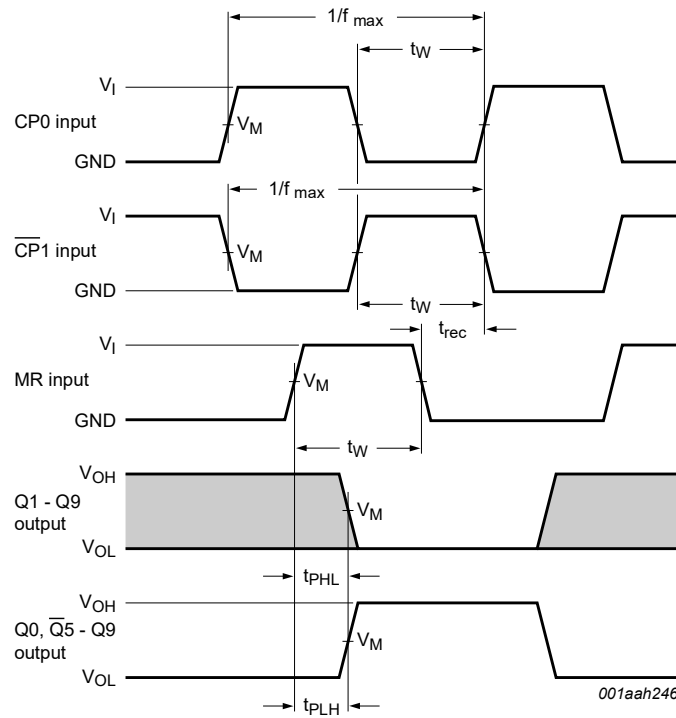 1/f max
tW
VI
CP0 input
VM
GND
1/f max
VI
CP1 input
VM
GND
tW
trec
VI
MR input
VM
GND
tW
VOH
Q1 - Q9
output
VM
VOL
tPHL
VOH
Q0, Q5 - Q9
output
VM
VOL
tPLH
001aah246